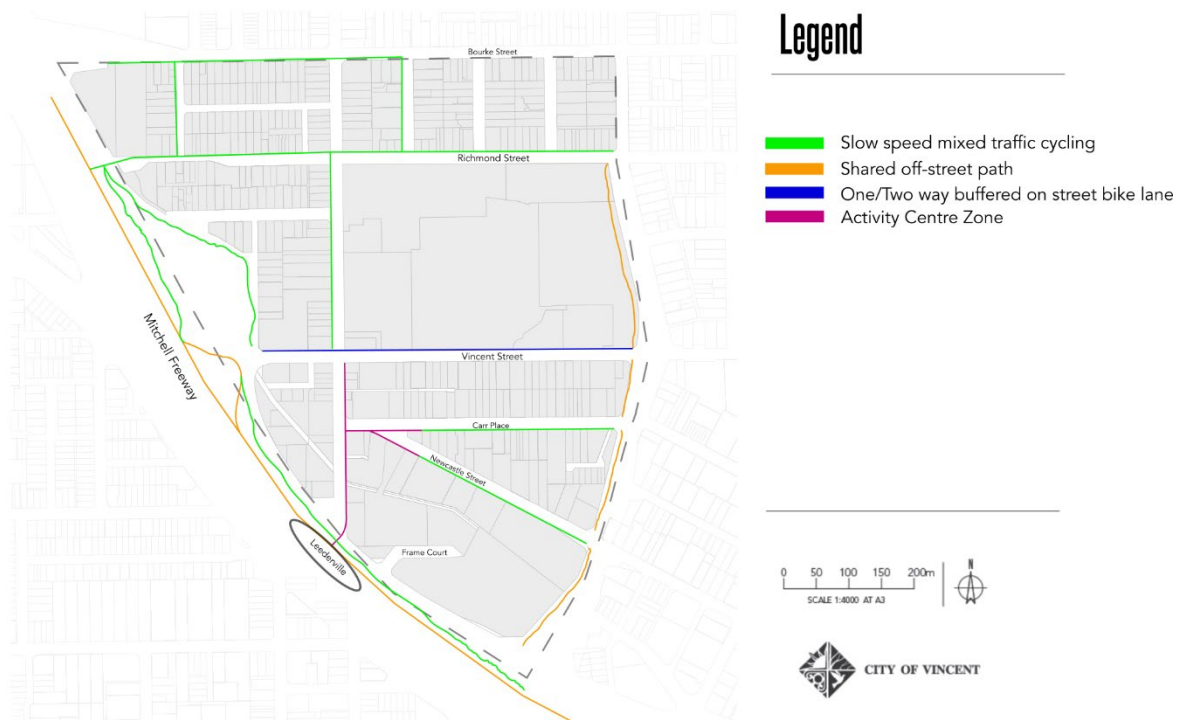 Legend
Bourke Street
Slow speed mixed traffic cycling
Richmond Street
Shared off-street path
One/Two way buffered on street bike lane
Activity Centre Zone
Mitchell Freeway
Vincent Street
Carr Place
Newcastle Street
Frame Court
Leederville
0 50 100 150 200m
SCALE 1:4000 AT A3
N
CITY OF VINCENT